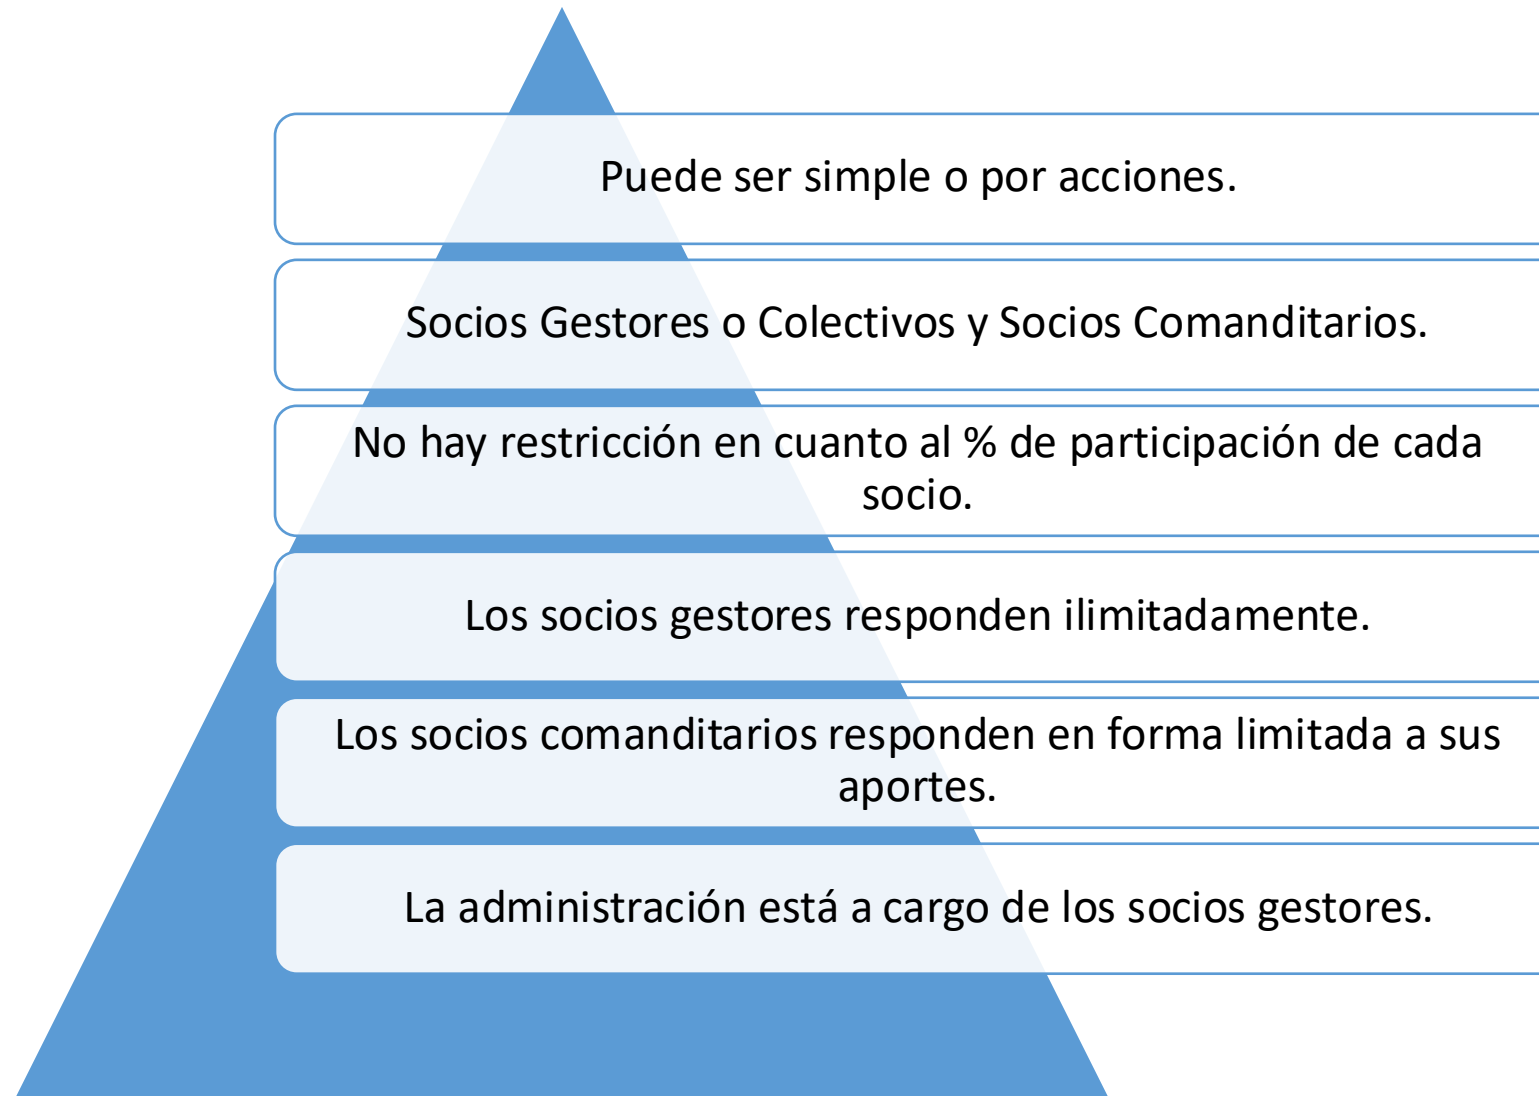 Puede ser simple o por acciones.
Socios Gestores o Colectivos y Socios Comanditarios.
No hay restricción en cuanto al % de participación de cada
socio.
Los socios gestores responden ilimitadamente.
Los socios comanditarios responden en forma limitada a sus
aportes.
La administración está a cargo de los socios gestores.